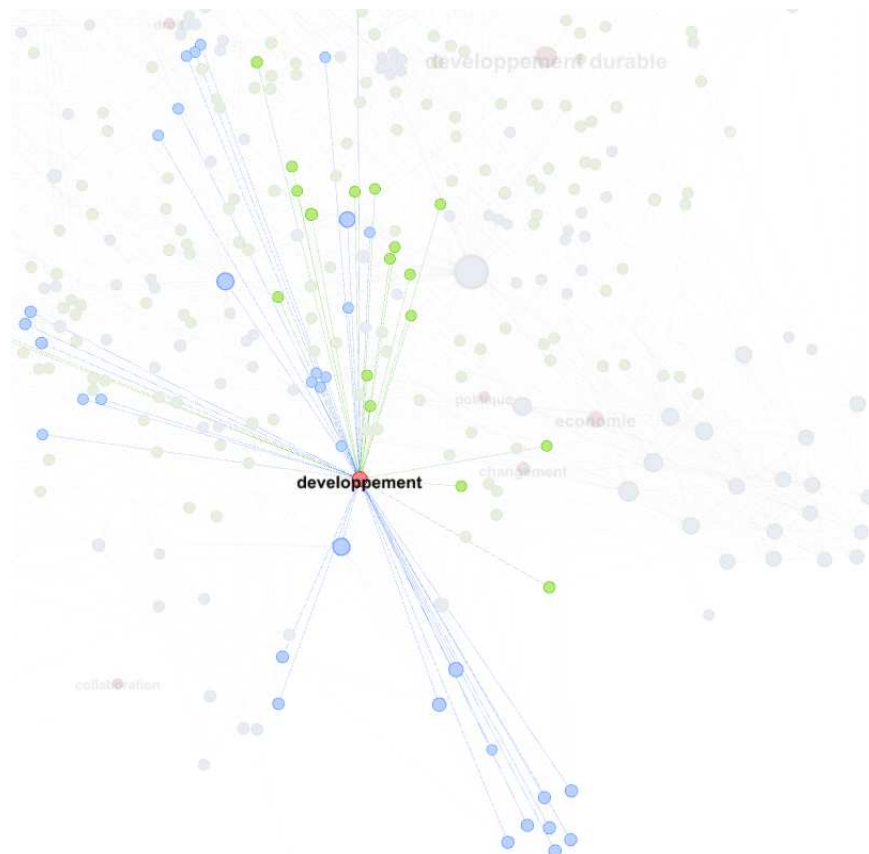 developpement durable
politique
economie
changement
developpement
collaboration